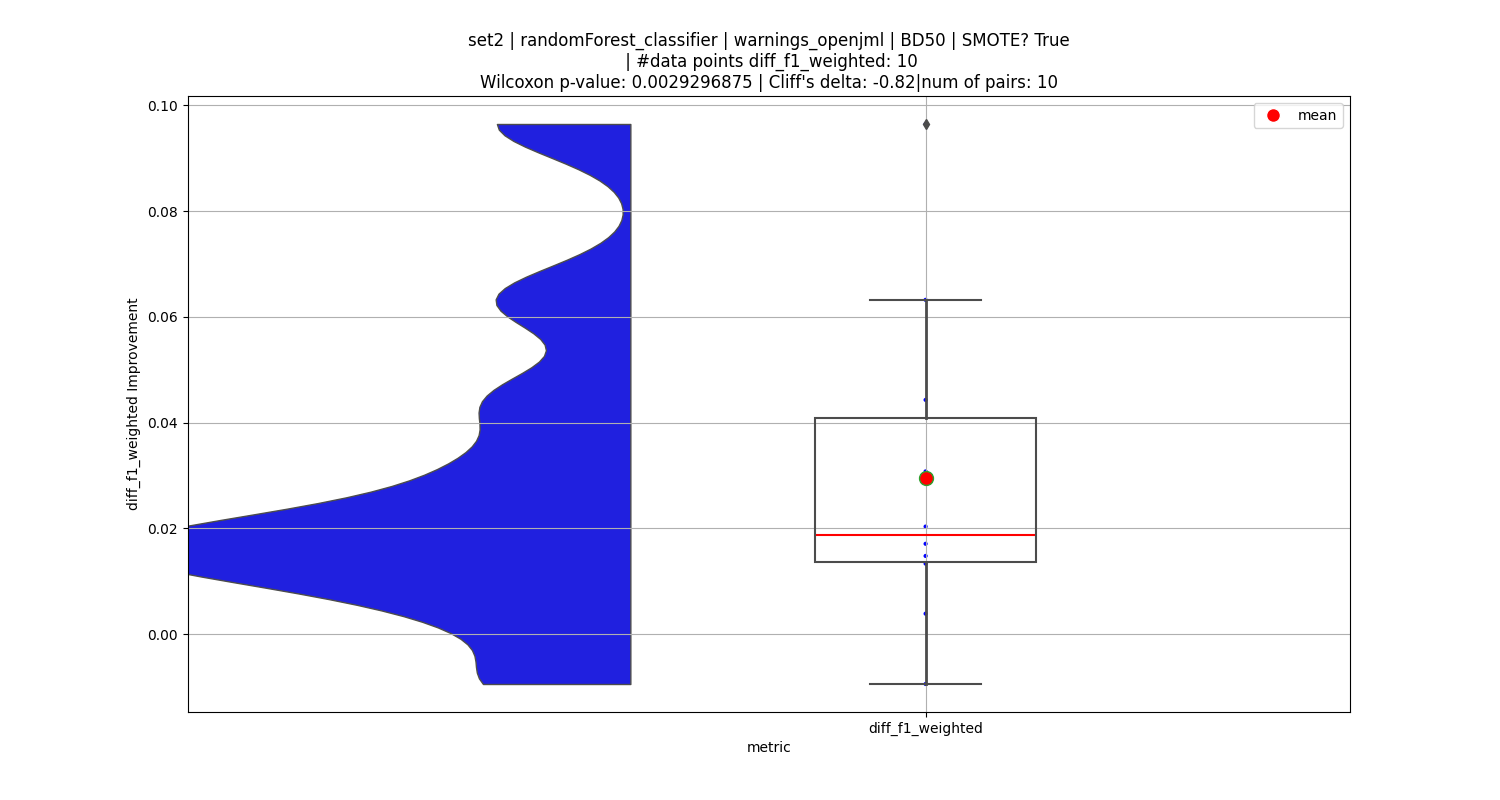 set2 | randomForest_classifier | warnings_openjml | BD50 | SMOTE? True
| #data points diff_f1_weighted: 10
Wilcoxon p-value: 0.0029296875 | Cliff's delta: -0.82|num of pairs: 10
mean
0.10
0.08
0.06
0.04
0.02
0.00
diff_f1_weighted Improvement
diff_f1_weighted
metric